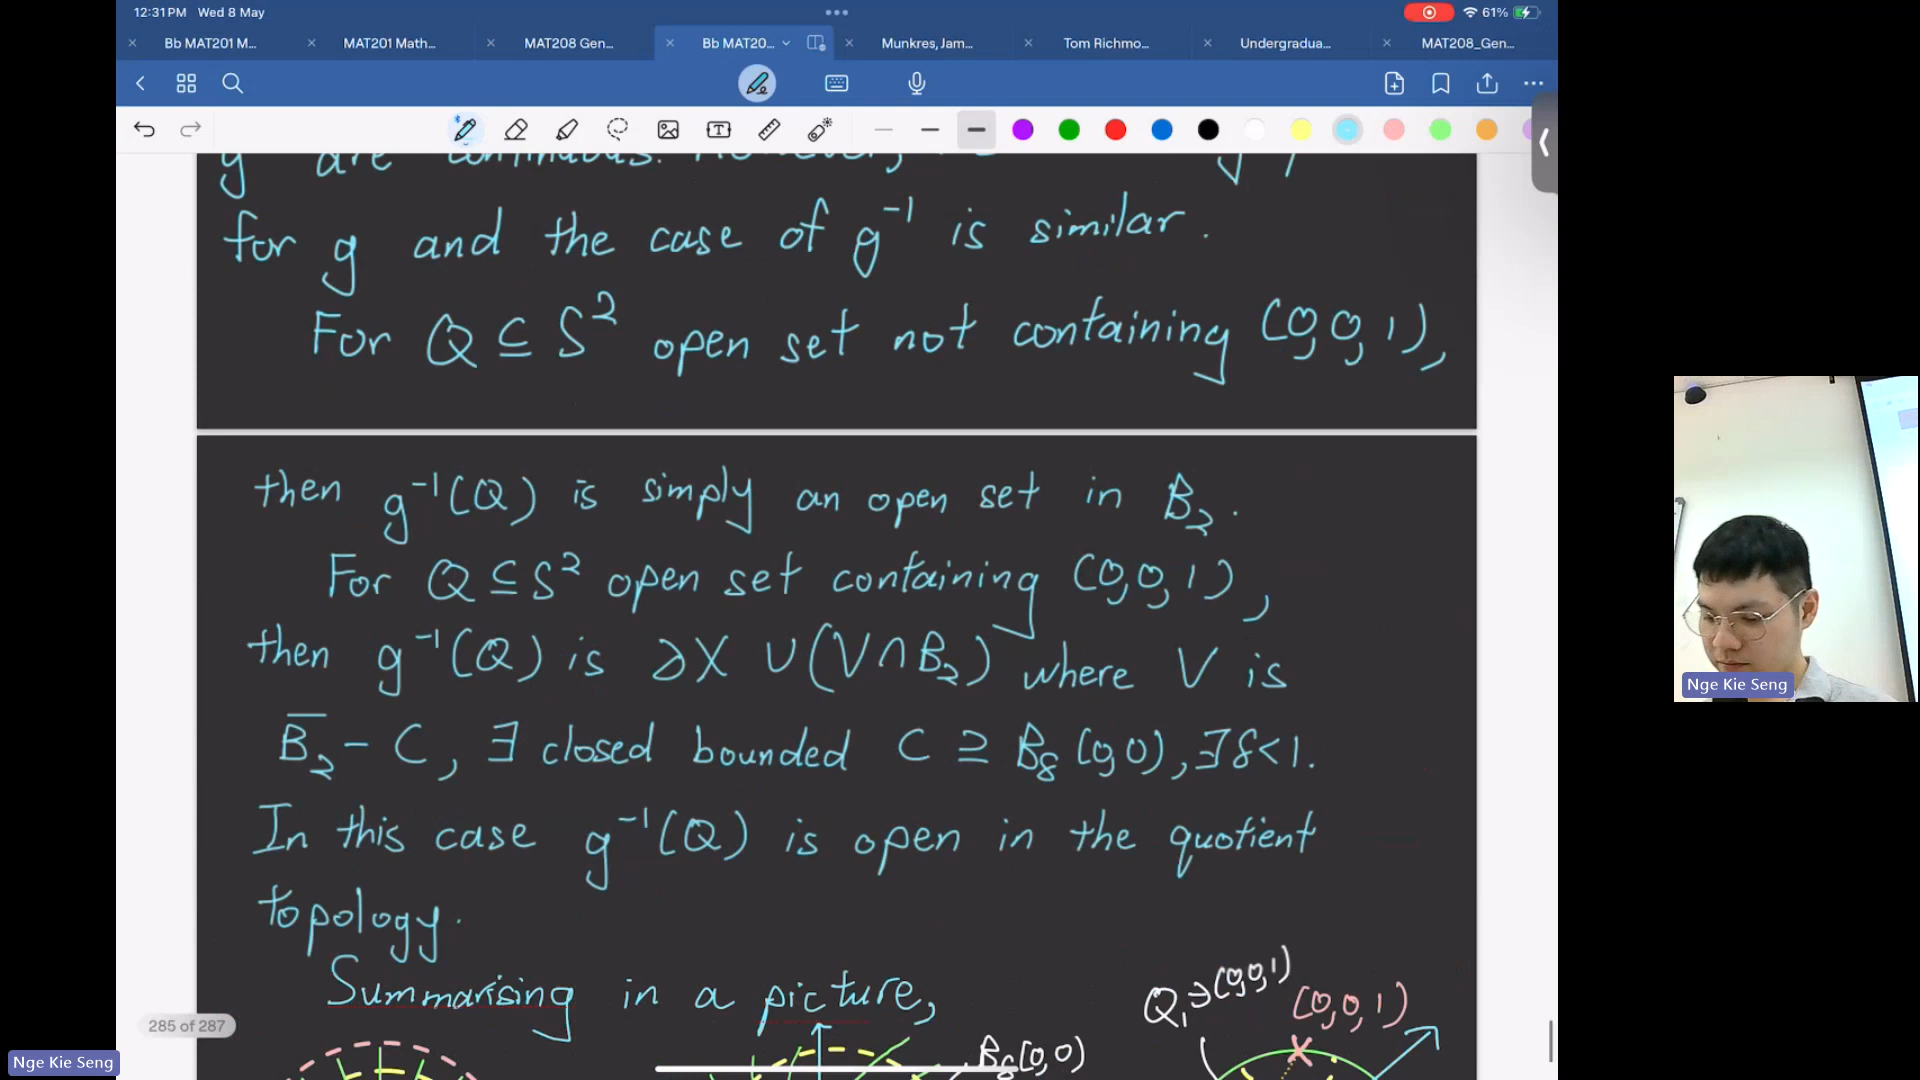 12:31 PM Wed 8 May
61%
Bb MAT201 M...
MAT201 Math...
MAT208 Gen...
Bb MAT20...
Munkres, Jam...
Tom Richmo...
Undergradua...
MAT208_Gen...
g are continuous. However,
for g and the case of g⁻¹ is similar.
For Q ⊆ S² open set not containing (0,0,1),
then g⁻¹(Q) is simply an open set in B₂.
For Q ⊆ S² open set containing (0,0,1),
then g⁻¹(Q) is ∂X ∪ (V ∩ B₂) where V is
B̅₂ - C, ∃ closed bounded C ⊇ Bδ(0,0), ∃δ<1.
In this case g⁻¹(Q) is open in the quotient
topology.
Summarising in a picture,
Q₁∋(0,0,1)
(0,0,1)
Bδ(0,0)
285 of 287
Nge Kie Seng
Nge Kie Seng